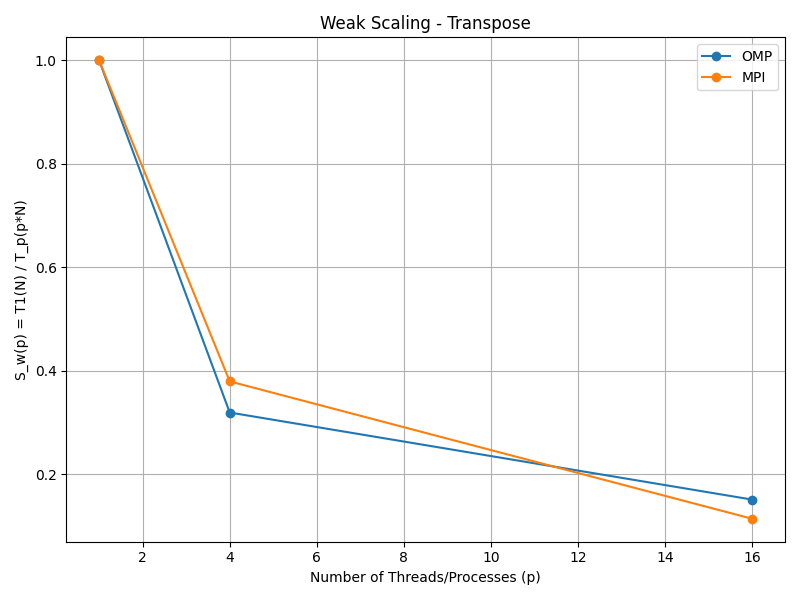 Weak Scaling - Transpose
OMP
MPI
S_w(p) = T1(N) / T_p(p*N)
1.0
0.8
0.6
0.4
0.2
2
4
6
8
10
12
14
16
Number of Threads/Processes (p)